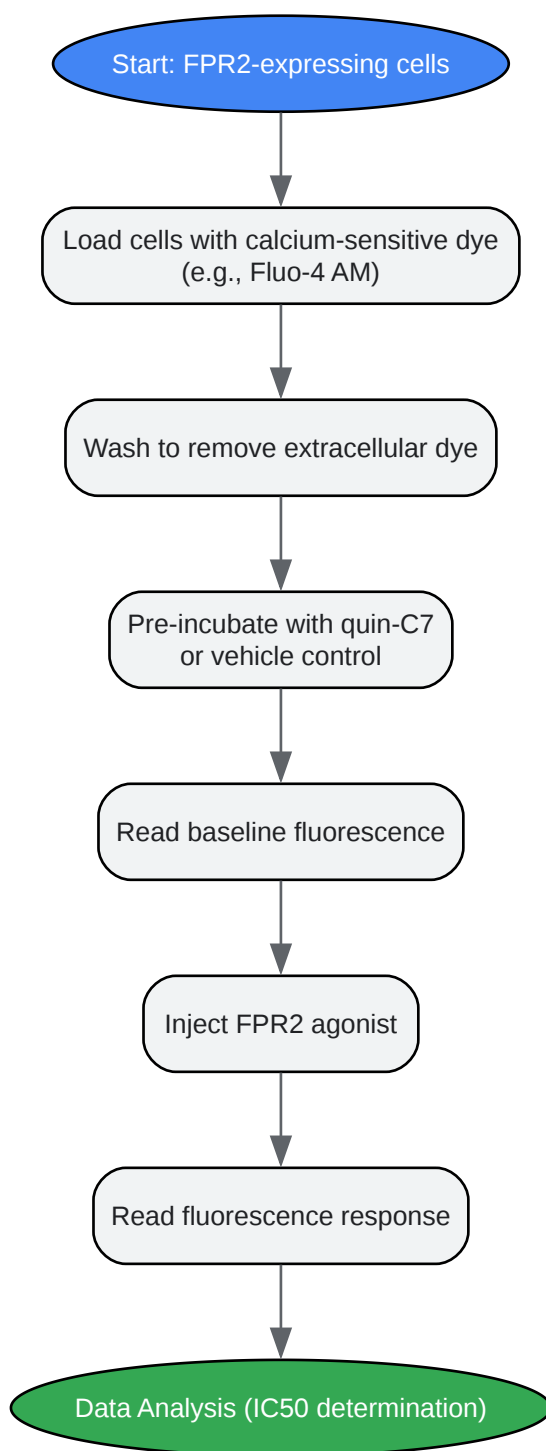 Start: FPR2-expressing cells
Load cells with calcium-sensitive dye
(e.g., Fluo-4 AM)
Wash to remove extracellular dye
Pre-incubate with quin-C7
or vehicle control
Read baseline fluorescence
Inject FPR2 agonist
Read fluorescence response
Data Analysis (IC50 determination)